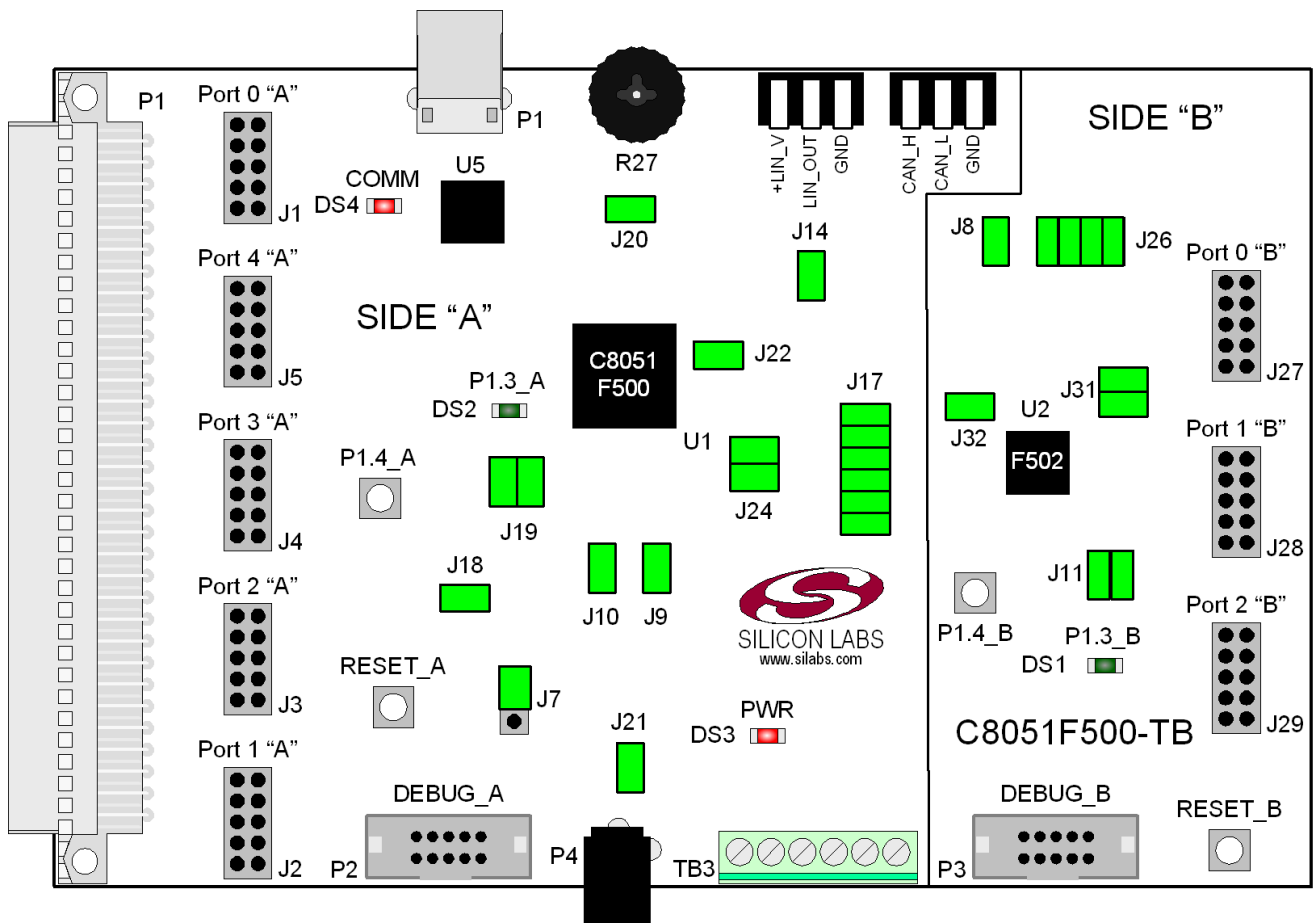 P1
Port 0 “A”
J1
P1
U5
COMM
DS4
R27
J20
+LIN_V
LIN_OUT
GND
CAN_H
CAN_L
GND
SIDE “B”
J14
J8
J26
Port 0 “B”
J27
Port 4 “A”
J5
SIDE “A”
C8051
F500
J22
P1.3_A
DS2
J17
J31
J32
U2
F502
U1
J24
Port 3 “A”
J4
P1.4_A
J19
Port 1 “B”
J28
J18
J10
J9
SILICON LABS
www.silabs.com
J11
P1.4_B
P1.3_B
DS1
Port 2 “A”
J3
RESET_A
J7
Port 2 “B”
J29
J21
PWR
DS3
C8051F500-TB
Port 1 “A”
J2
DEBUG_A
P2
P4
TB3
DEBUG_B
P3
RESET_B